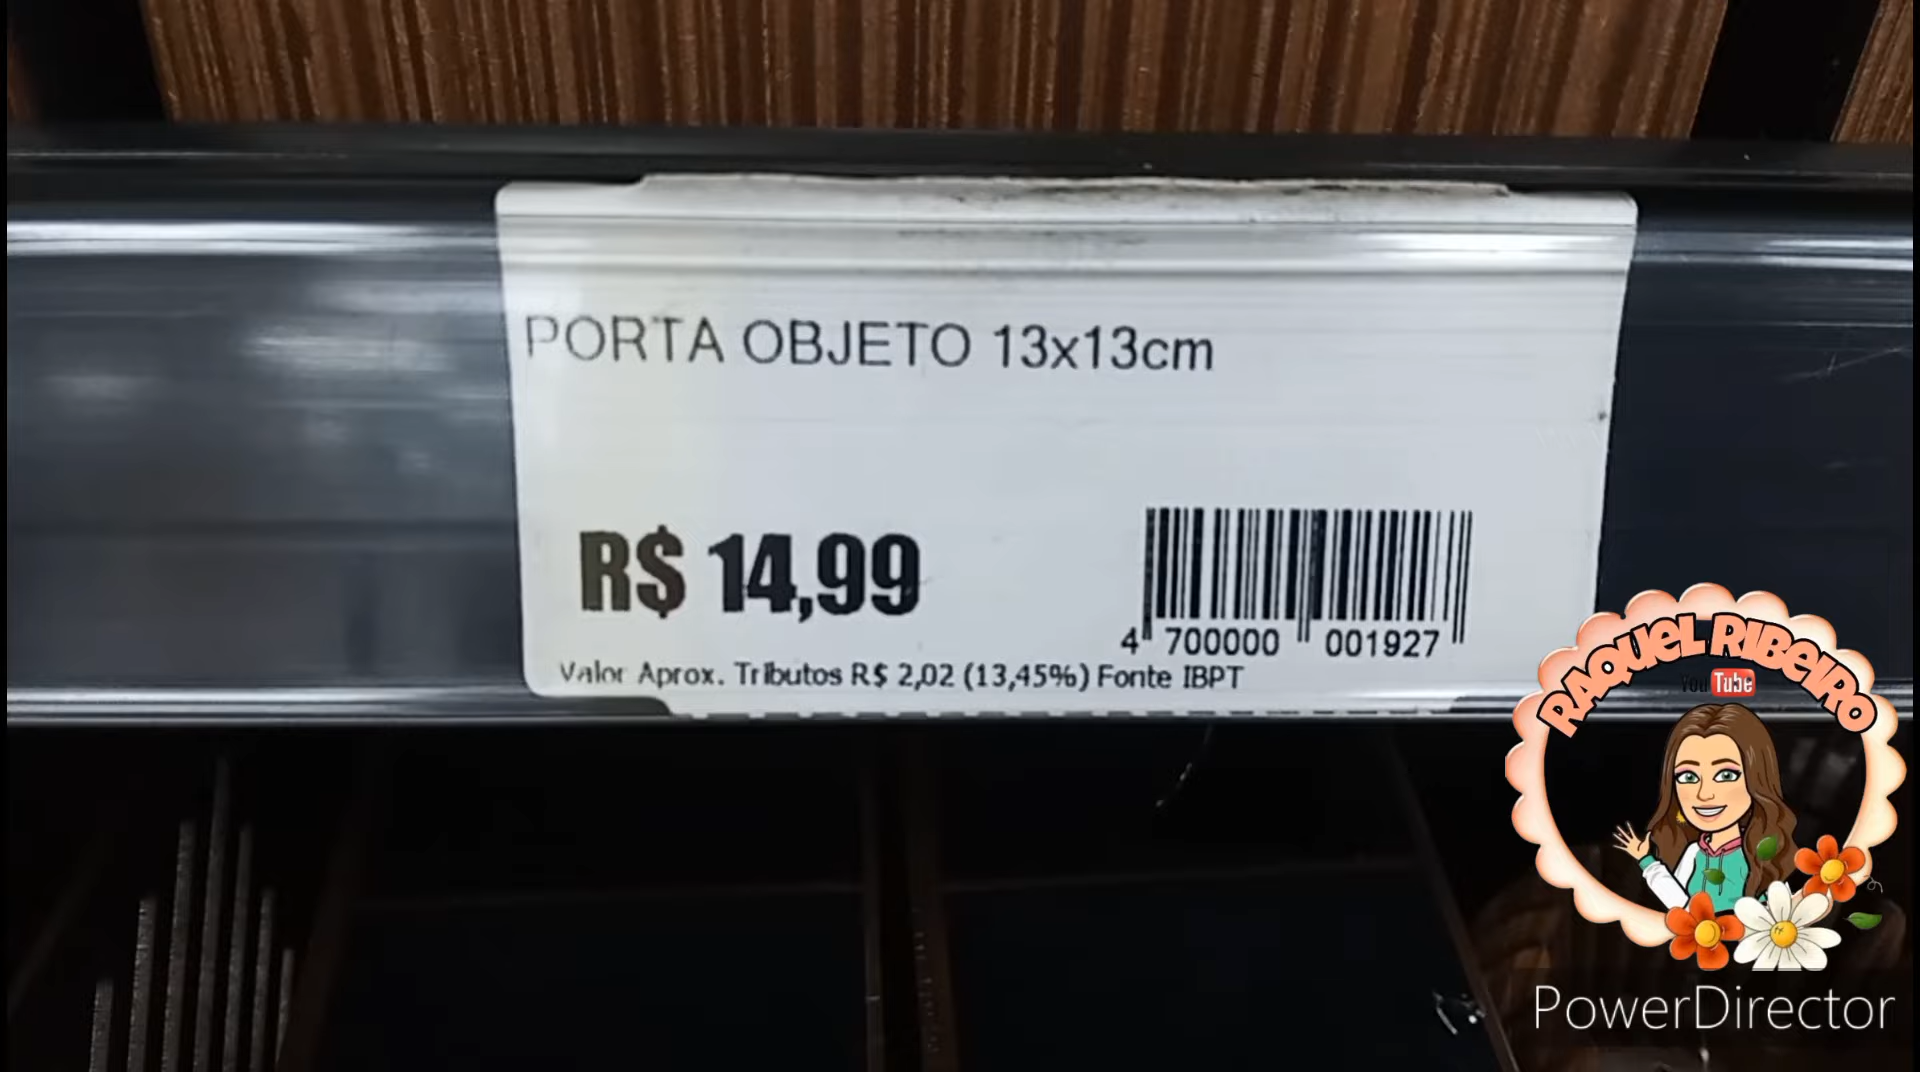 PORTA OBJETO 13x13cm
R$ 14,99
4 700000 001927
Valor Aprox. Tributos R$ 2,02 (13,45%) Fonte IBPT
RAQUEL RIBEIRO
YouTube
PowerDirector